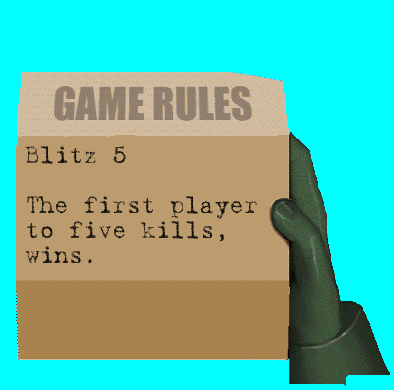 GAME RULES
Blitz 5
The first player
to five kills,
wins.